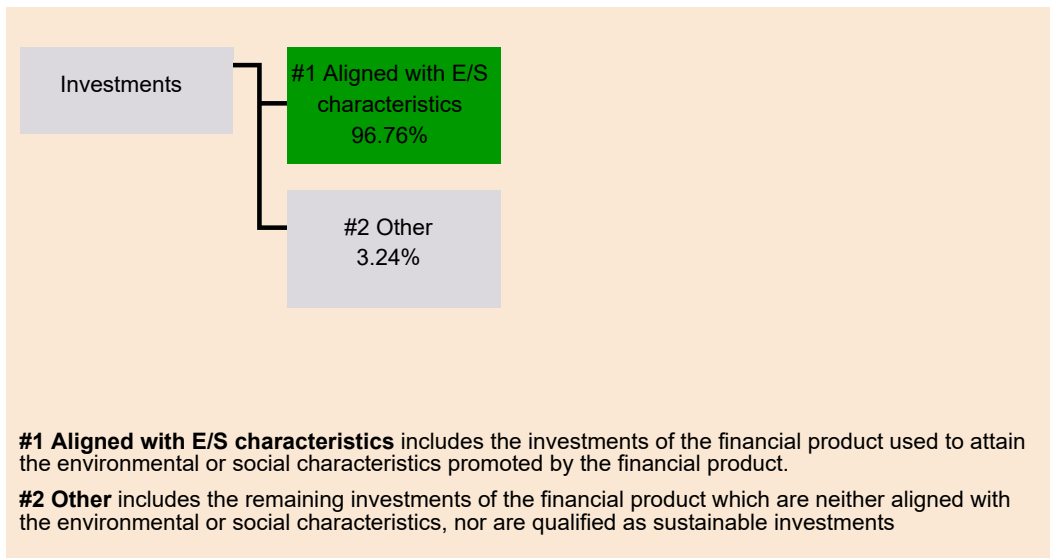 Investments
#1 Aligned with E/S
characteristics
96.76%
#2 Other
3.24%
#1 Aligned with E/S characteristics includes the investments of the financial product used to attain
the environmental or social characteristics promoted by the financial product.
#2 Other includes the remaining investments of the financial product which are neither aligned with
the environmental or social characteristics, nor are qualified as sustainable investments